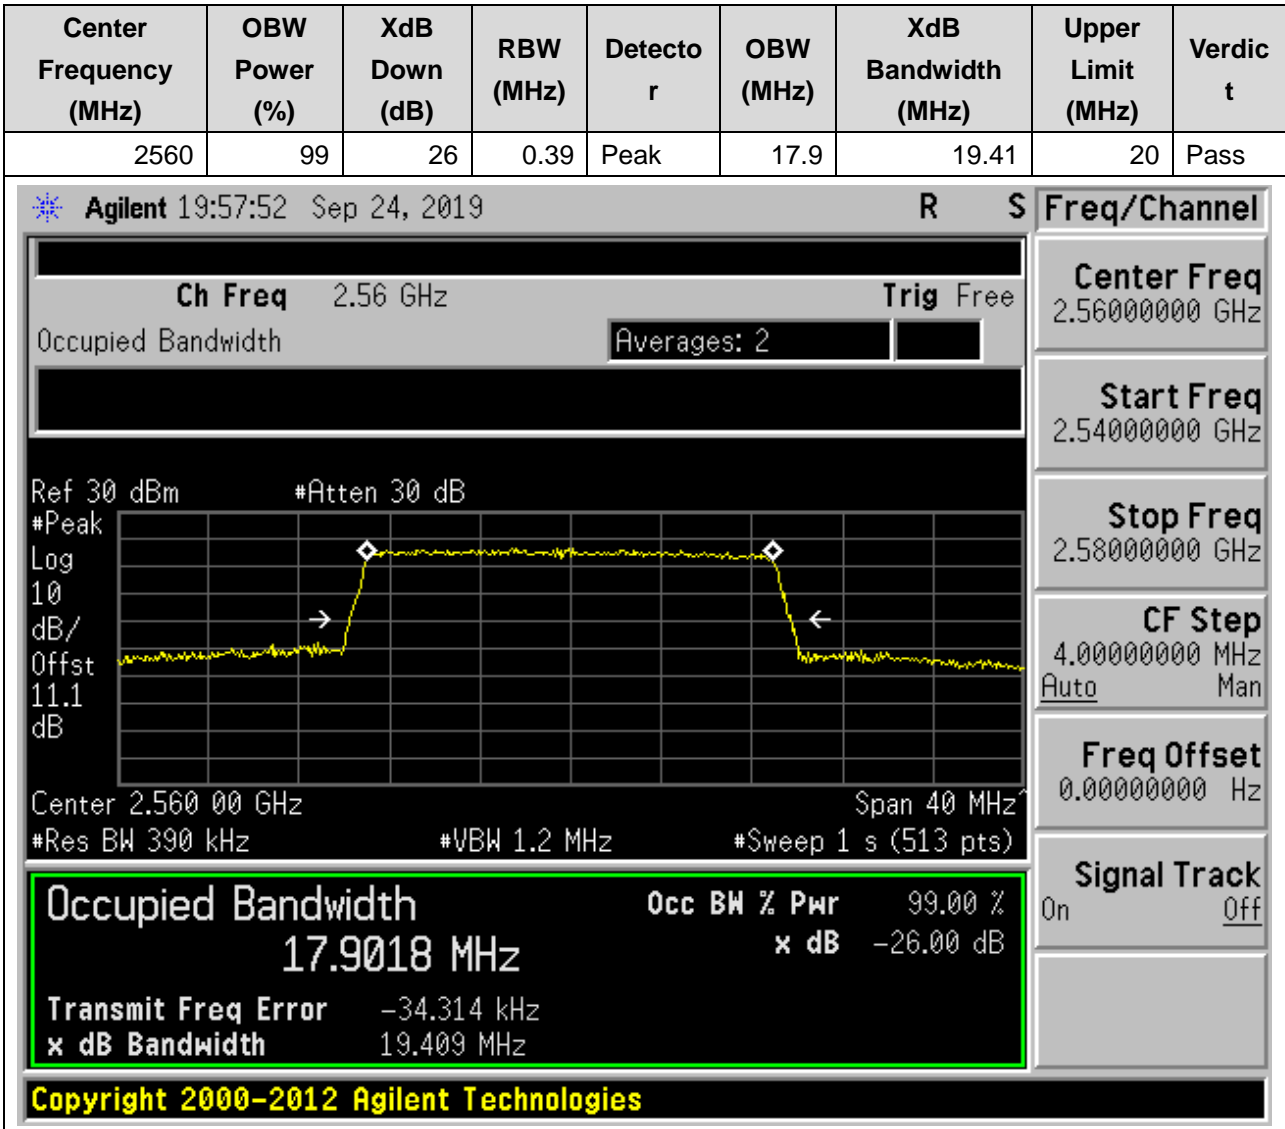 Center Frequency (MHz) OBW Power (%) XdB Down (dB) RBW (MHz) Detecto r OBW (MHz) XdB Bandwidth (MHz) Upper Limit (MHz) Verdic t
2560 99 26 0.39 Peak 17.9 19.41 20 Pass
Agilent 19:57:52 Sep 24, 2019 R S
Ch Freq 2.56 GHz Trig Free
Occupied Bandwidth Averages: 2
Ref 30 dBm #Atten 30 dB
#Peak
Log
10
dB/
Offst
11.1
dB
Center 2.560 00 GHz Span 40 MHz^
#Res BW 390 kHz #VBW 1.2 MHz #Sweep 1 s (513 pts)
Occupied Bandwidth Occ BW % Pwr 99.00 %
17.9018 MHz x dB -26.00 dB
Transmit Freq Error -34.314 kHz
x dB Bandwidth 19.409 MHz
Copyright 2000-2012 Agilent Technologies
Freq/Channel
Center Freq
2.56000000 GHz
Start Freq
2.54000000 GHz
Stop Freq
2.58000000 GHz
CF Step
4.00000000 MHz
Auto Man
Freq Offset
0.00000000 Hz
Signal Track
On Off